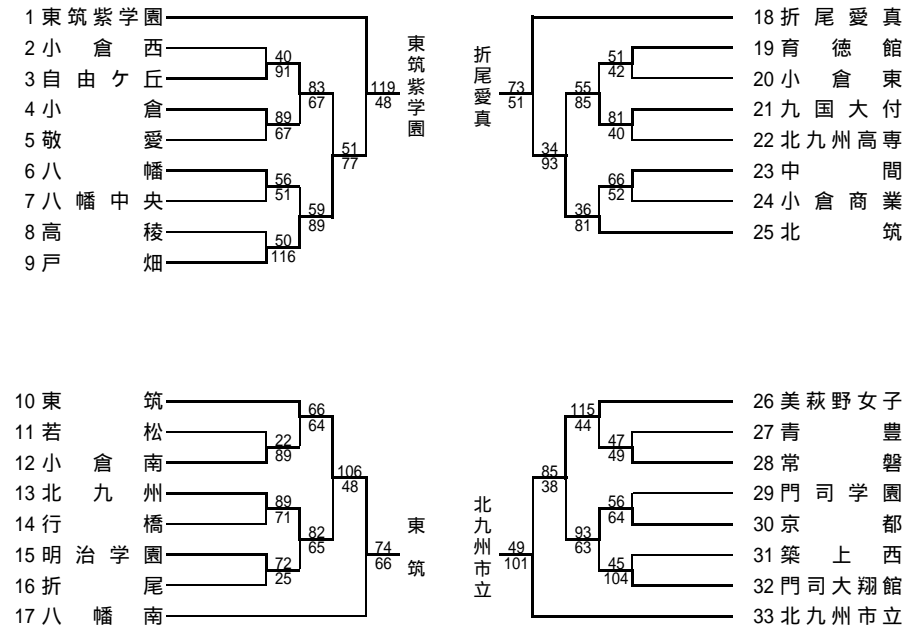 1 東筑紫学園
2 小倉西
3 自由ケ丘
4 小倉
5 敬愛
6 八幡
7 八幡中央
8 高稜
9 戸畑
40
91
89
67
56
51
50
116
83
67
59
89
51
77
119
48
東筑紫学園
折尾愛真
73
51
34
93
55
85
36
81
51
42
81
40
66
52
18 折尾愛真
19 育徳館
20 小倉東
21 九国大付
22 北九州高専
23 中間
24 小倉商業
25 北筑
10 東筑
11 若松
12 小倉南
13 北九州
14 行橋
15 明治学園
16 折尾
17 八幡南
22
89
89
71
72
25
66
64
82
65
106
48
74
66
東筑
北九州市立
49
101
85
38
115
44
93
63
47
49
56
64
45
104
26 美萩野女子
27 青豊
28 常磐
29 門司学園
30 京都
31 築上西
32 門司大翔館
33 北九州市立